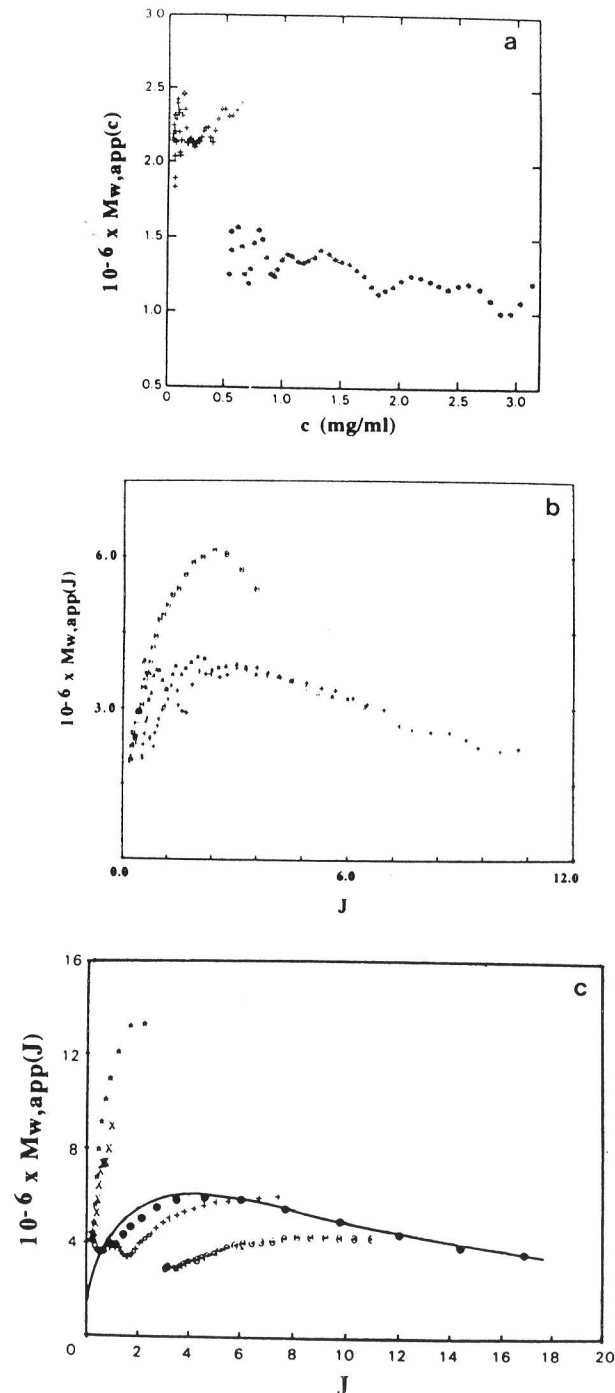 a
3.0
2.5
2.0
1.5
1.0
0.5
10-6 x Mw,app(c)
0 0.5 1.0 1.5 2.0 2.5 3.0
c (mg/ml)
b
6.0
3.0
10-6 x Mw,app(J)
0.0 6.0 12.0
J
c
16
12
8
4
0
10-6 x Mw,app(J)
0 2 4 6 8 10 12 14 16 18 20
J